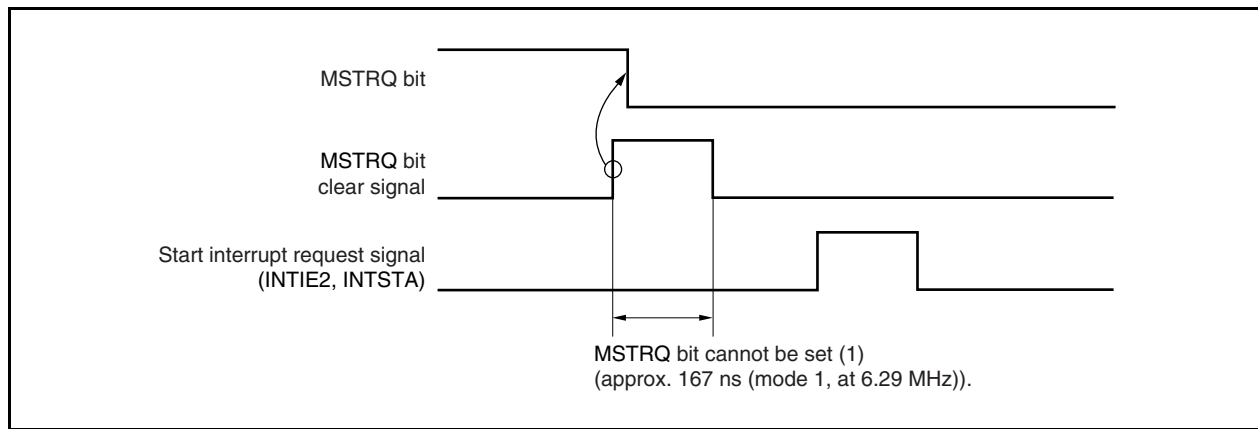 MSTRQ bit
MSTRQ bit
clear signal
Start interrupt request signal
(INTIE2, INTSTA)
MSTRQ bit cannot be set (1)
(approx. 167 ns (mode 1, at 6.29 MHz)).